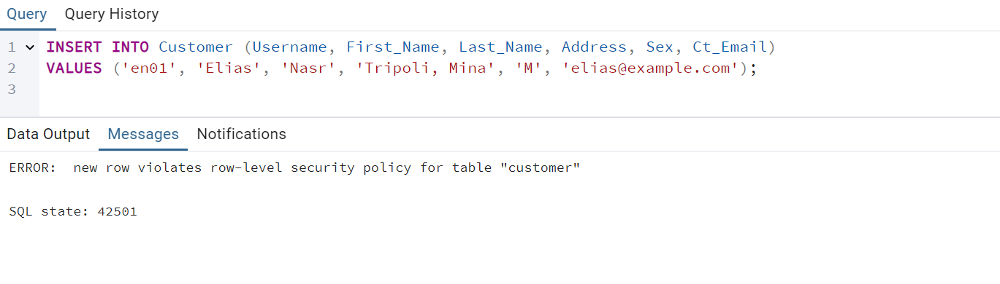 Query Query History
1 INSERT INTO Customer (Username, First_Name, Last_Name, Address, Sex, Ct_Email)
2 VALUES ('en01', 'Elias', 'Nasr', 'Tripoli, Mina', 'M', 'elias@example.com');
3
Data Output Messages Notifications
ERROR:  new row violates row-level security policy for table "customer"
SQL state: 42501